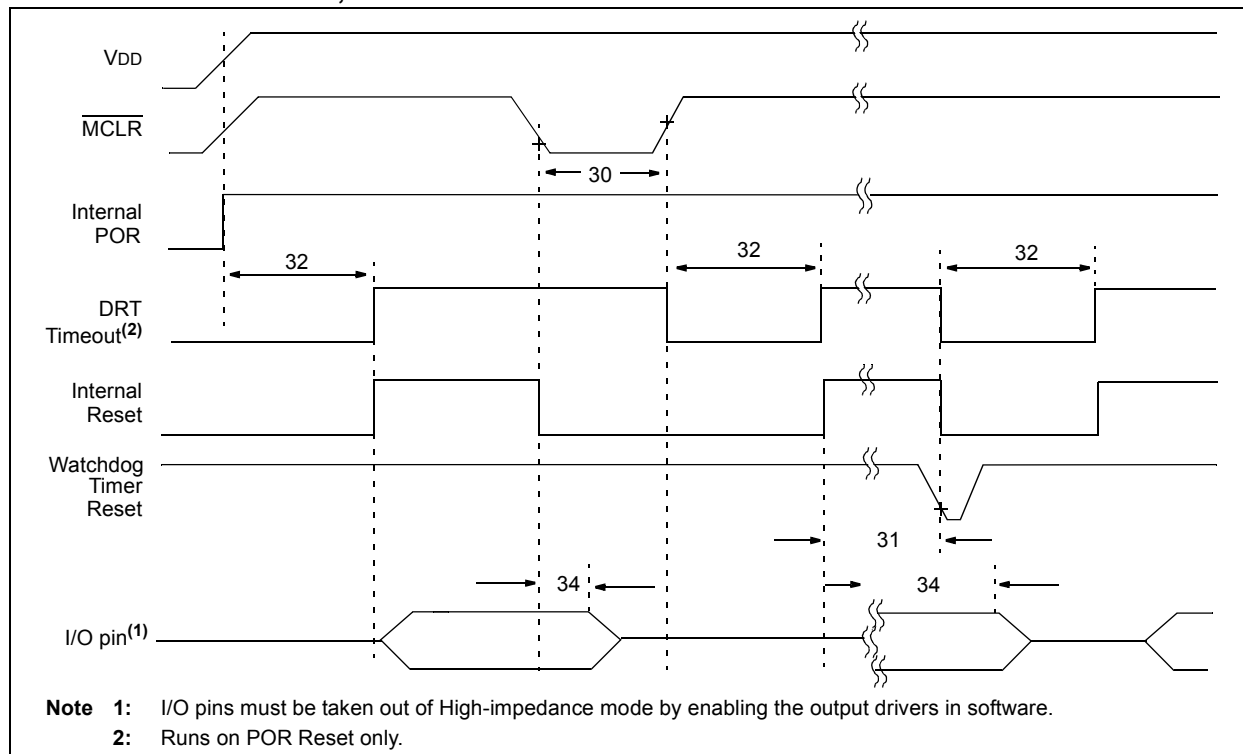 VDD
MCLR
30
Internal
POR
32
32
32
DRT
Timeout(2)
Internal
Reset
Watchdog
Timer
Reset
31
34
34
I/O pin(1)
Note 1: I/O pins must be taken out of High-impedance mode by enabling the output drivers in software.
2: Runs on POR Reset only.